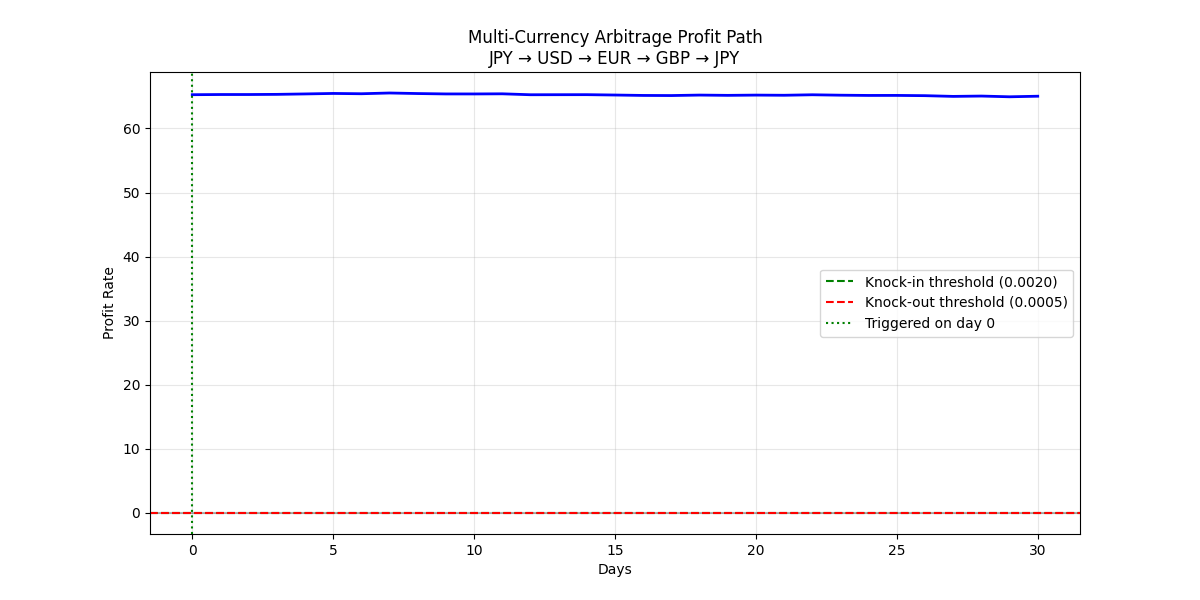 Multi-Currency Arbitrage Profit Path
JPY → USD → EUR → GBP → JPY
Profit Rate
60
50
40
30
20
10
0
Knock-in threshold (0.0020)
Knock-out threshold (0.0005)
Triggered on day 0
0 5 10 15 20 25 30
Days